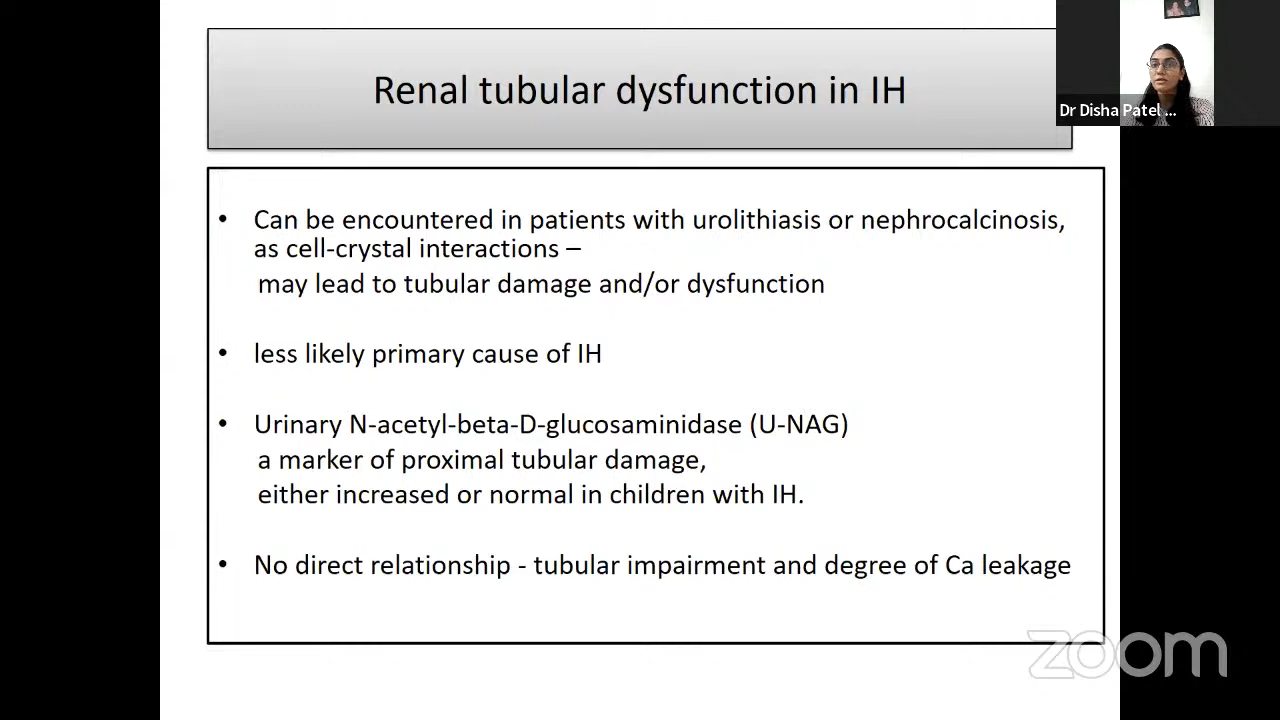 Renal tubular dysfunction in IH
Dr Disha Patel ...
• Can be encountered in patients with urolithiasis or nephrocalcinosis,
as cell-crystal interactions –
may lead to tubular damage and/or dysfunction
• less likely primary cause of IH
• Urinary N-acetyl-beta-D-glucosaminidase (U-NAG)
a marker of proximal tubular damage,
either increased or normal in children with IH.
• No direct relationship - tubular impairment and degree of Ca leakage
zoom